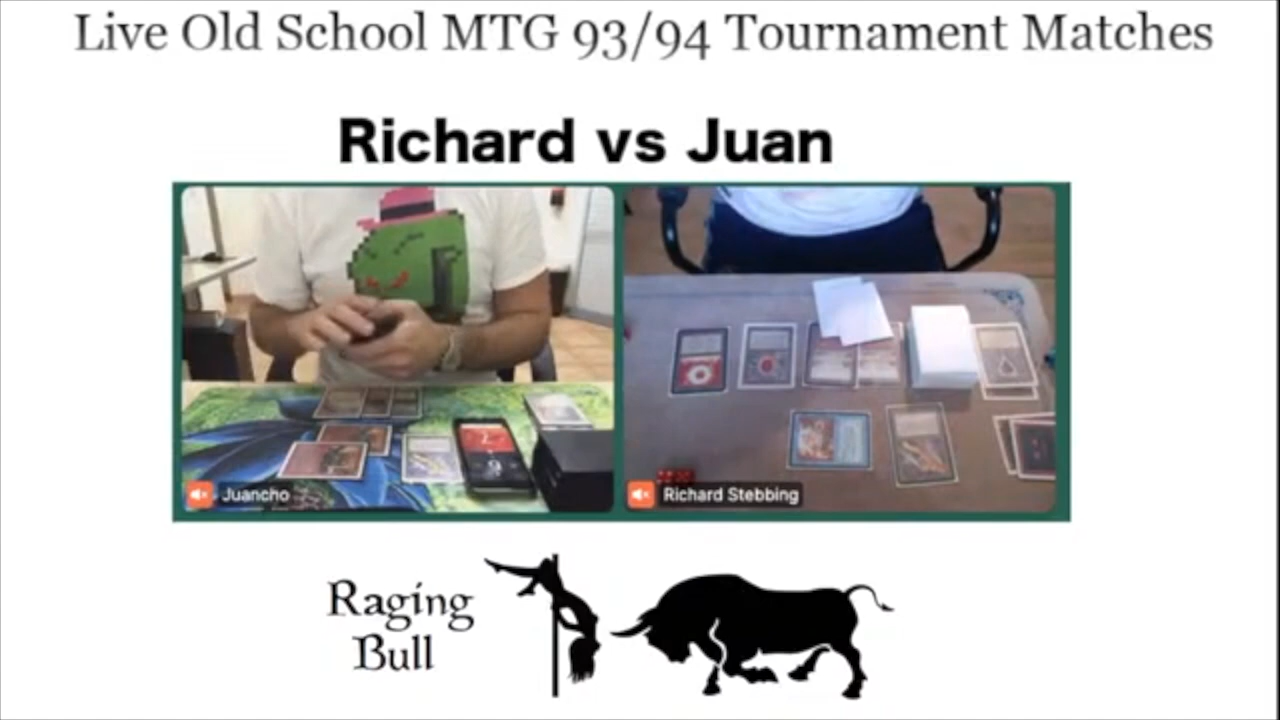 Live Old School MTG 93/94 Tournament Matches
Richard vs Juan
Juancho
Richard Stebbing
Raging
Bull